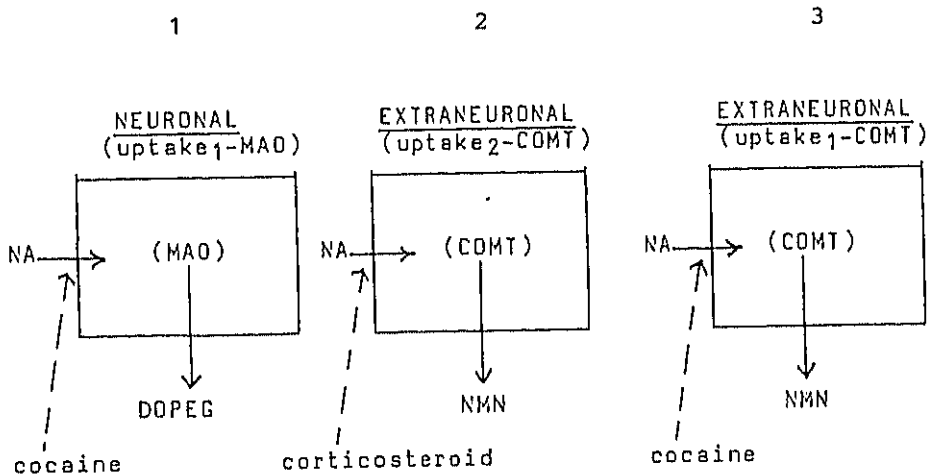 1 2 3
NEURONAL EXTRANEURONAL EXTRANEURONAL
(uptake₁-MAO) (uptake₂-COMT) (uptake₁-COMT)
NA (MAO) NA (COMT) NA (COMT)
DOPEG NMN NMN
cocaine corticosteroid cocaine